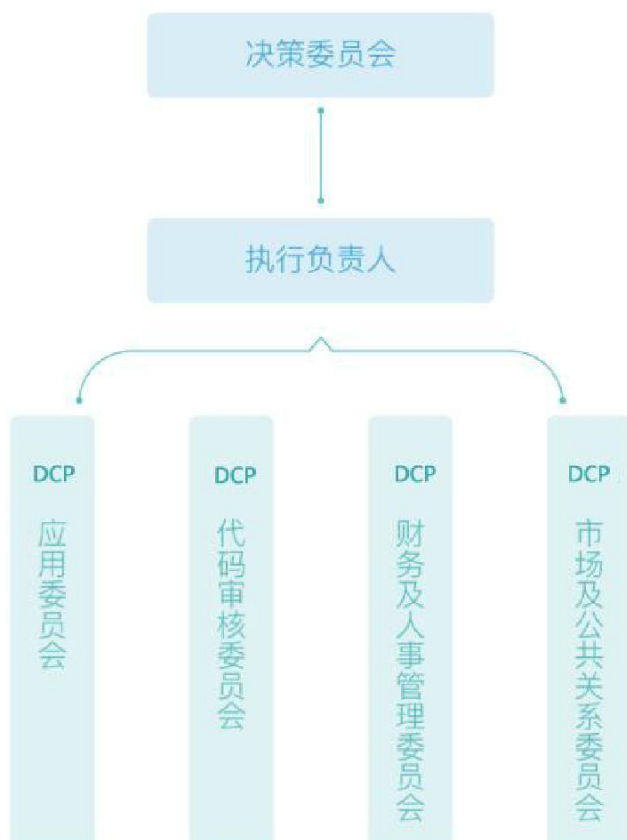 决策委员会
执行负责人
DCP
应用委员会
DCP
代码审核委员会
DCP
财务及人事管理委员会
DCP
市场及公共关系委员会